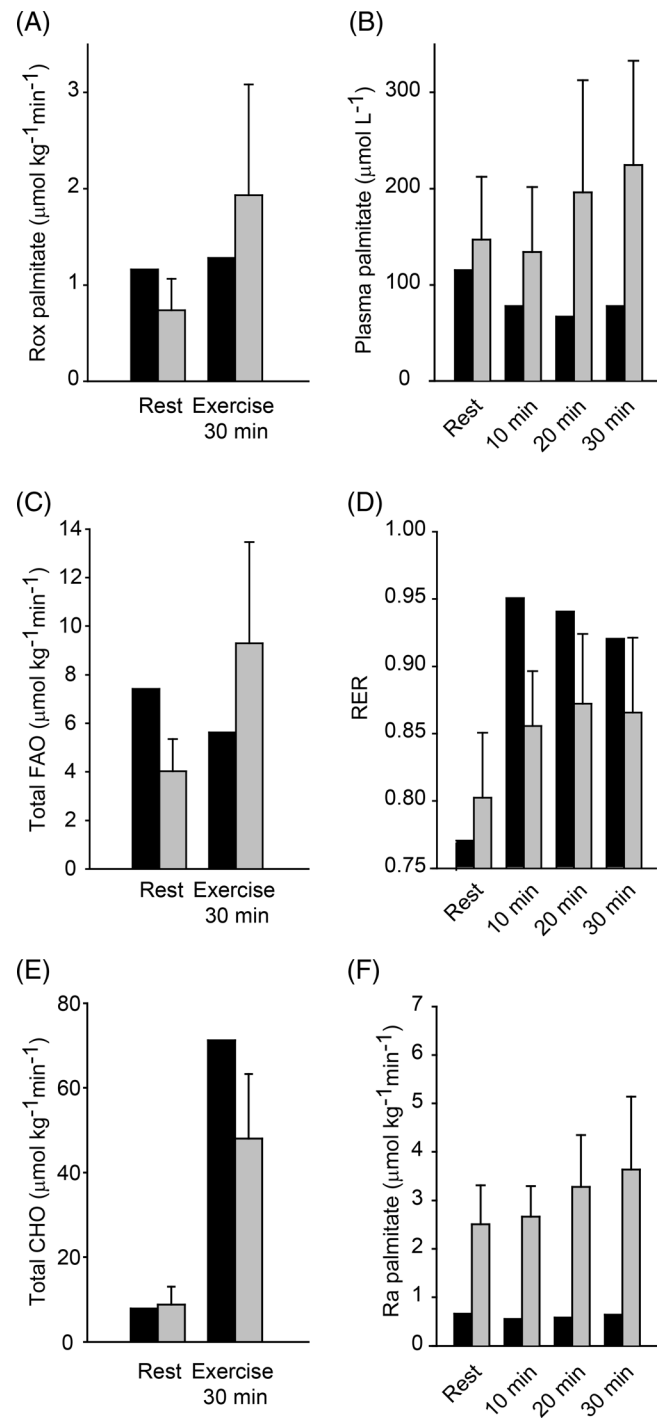 (A)
Rox palmitate (μmol kg⁻¹min⁻¹)
3
2
1
0
Rest Exercise
30 min
(B)
Plasma palmitate (μmol L⁻¹)
300
200
100
0
Rest
10 min
20 min
30 min
(C)
Total FAO (μmol kg⁻¹min⁻¹)
14
12
10
8
6
4
2
0
Rest Exercise
30 min
(D)
RER
1.00
0.95
0.90
0.85
0.80
0.75
Rest
10 min
20 min
30 min
(E)
Total CHO (μmol kg⁻¹min⁻¹)
80
60
40
20
0
Rest Exercise
30 min
(F)
Ra palmitate (μmol kg⁻¹min⁻¹)
7
6
5
4
3
2
1
0
Rest
10 min
20 min
30 min